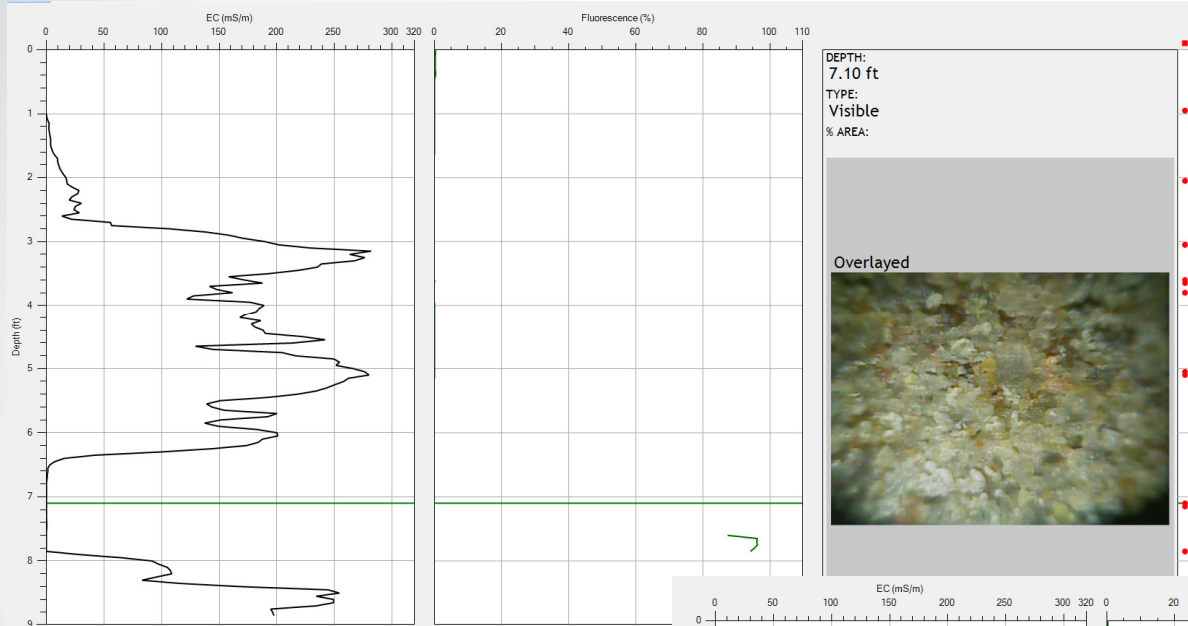 EC (mS/m)
0 50 100 150 200 250 300 320
Fluorescence (%)
0 20 40 60 80 100 110
Depth (ft)
0
1
2
3
4
5
6
7
8
9
DEPTH:
7.10 ft
TYPE:
Visible
% AREA:
Overlayed
EC (mS/m)
0 50 100 150 200 250 300 320 0 20
0